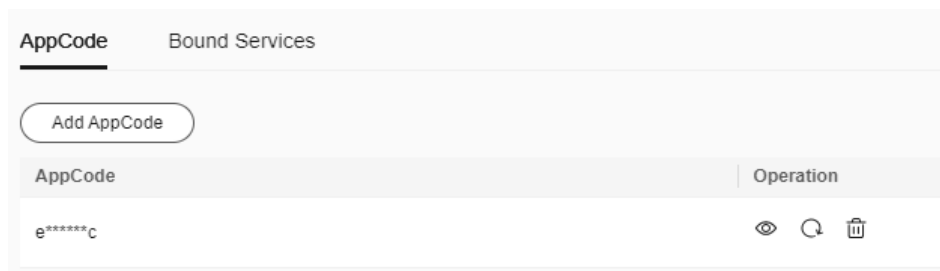 AppCode Bound Services
Add AppCode
AppCode Operation
e******c